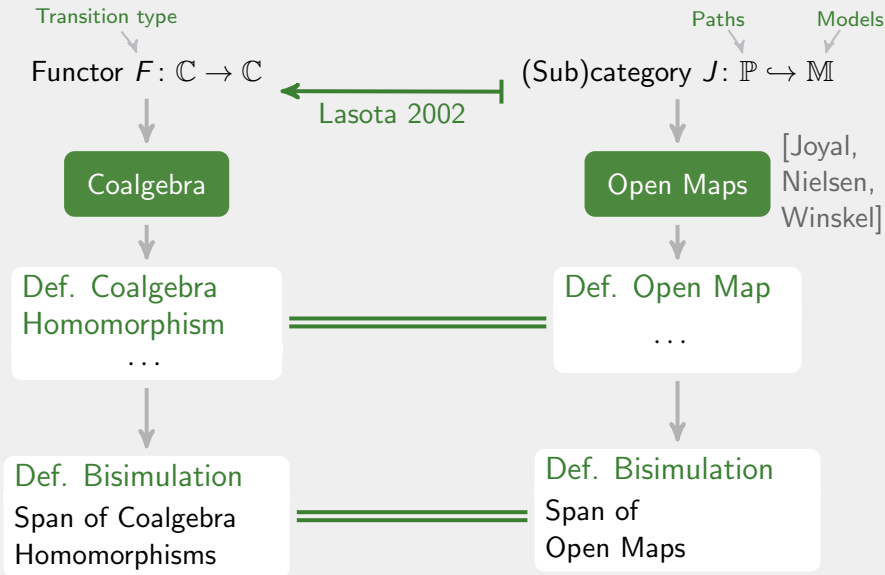 Transition type
Paths
Models
Functor F: ℂ → ℂ
(Sub)category J: ℙ ↪ 𝕄
Lasota 2002
Coalgebra
Open Maps
[Joyal,
Nielsen,
Winskel]
Def. Coalgebra
Homomorphism
...
Def. Open Map
...
Def. Bisimulation
Span of Coalgebra
Homomorphisms
Def. Bisimulation
Span of
Open Maps